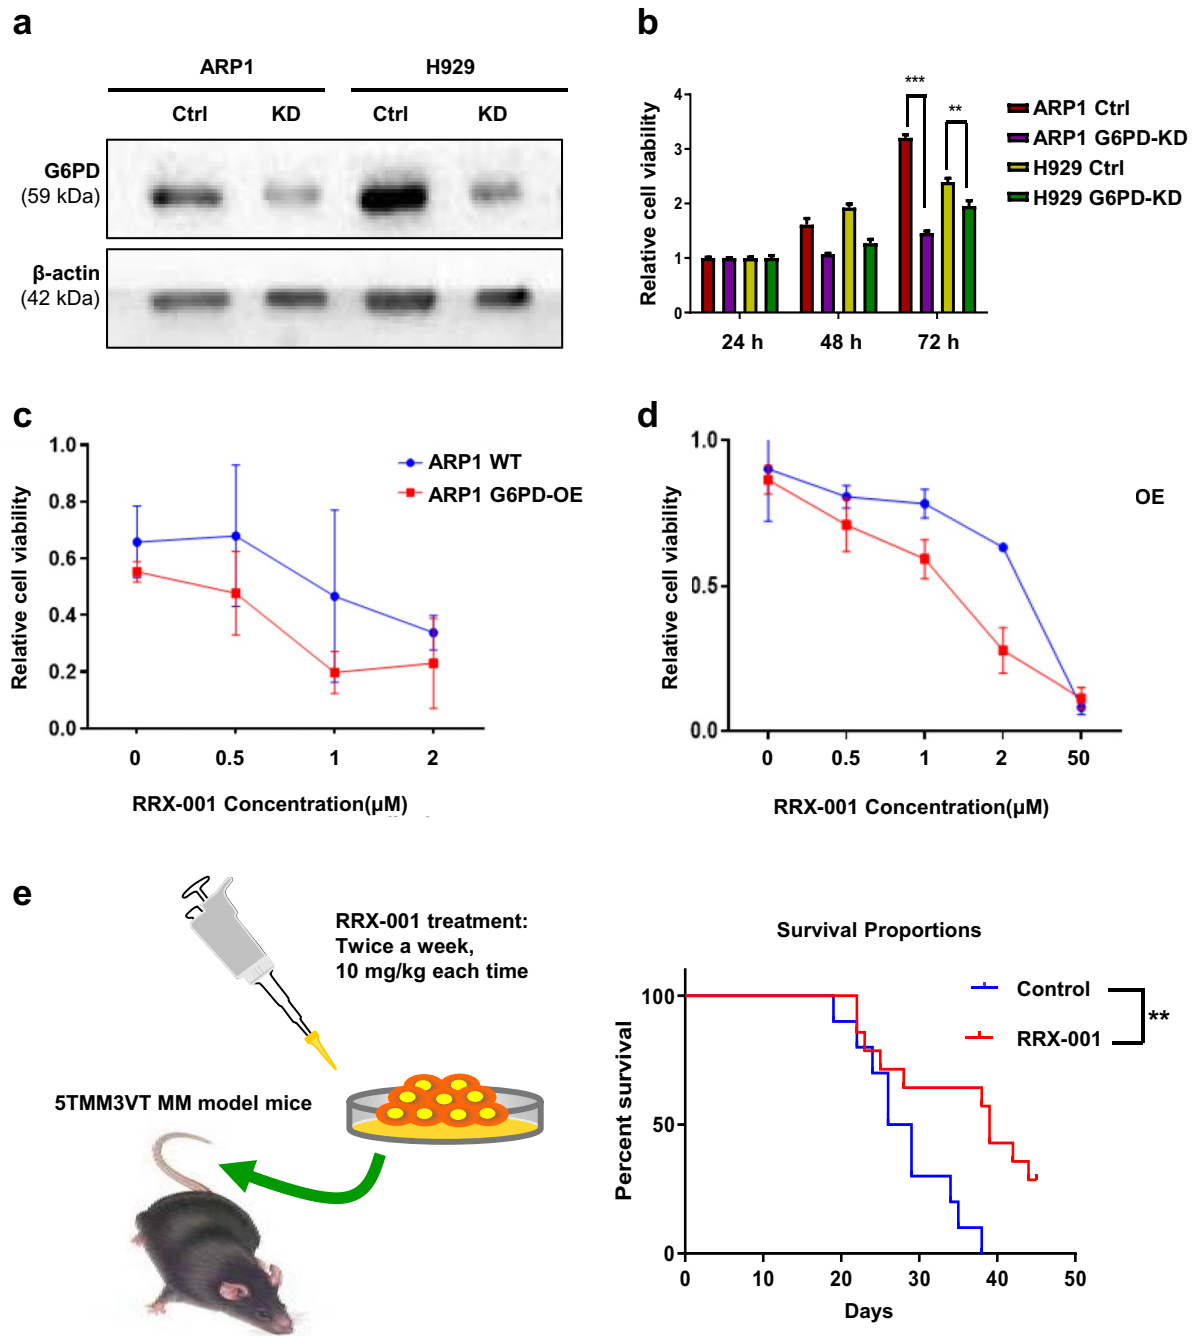 a
ARP1 H929
Ctrl KD Ctrl KD
G6PD
(59 kDa)
β-actin
(42 kDa)
b
Relative cell viability
4
3
2
1
0
*** **
24 h 48 h 72 h
ARP1 Ctrl
ARP1 G6PD-KD
H929 Ctrl
H929 G6PD-KD
c
Relative cell viability
1.0
0.8
0.6
0.4
0.2
0.0
ARP1 WT
ARP1 G6PD-OE
0 0.5 1 2
RRX-001 Concentration(μM)
d
Relative cell viability
1.0
0.5
0.0
OE
0 0.5 1 2 50
RRX-001 Concentration(μM)
e
RRX-001 treatment:
Twice a week,
10 mg/kg each time
5TMM3VT MM model mice
Survival Proportions
Percent survival
100
50
0
Control
RRX-001
**
0 10 20 30 40 50
Days